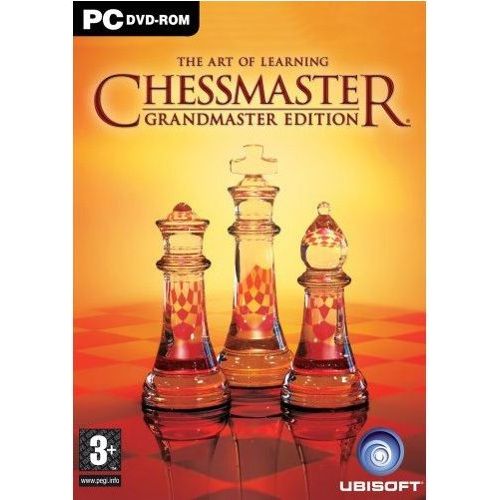 PC DVD-ROM
THE ART OF LEARNING
CHESSMASTER®
GRANDMASTER EDITION
3+
www.pegi.info
UBISOFT